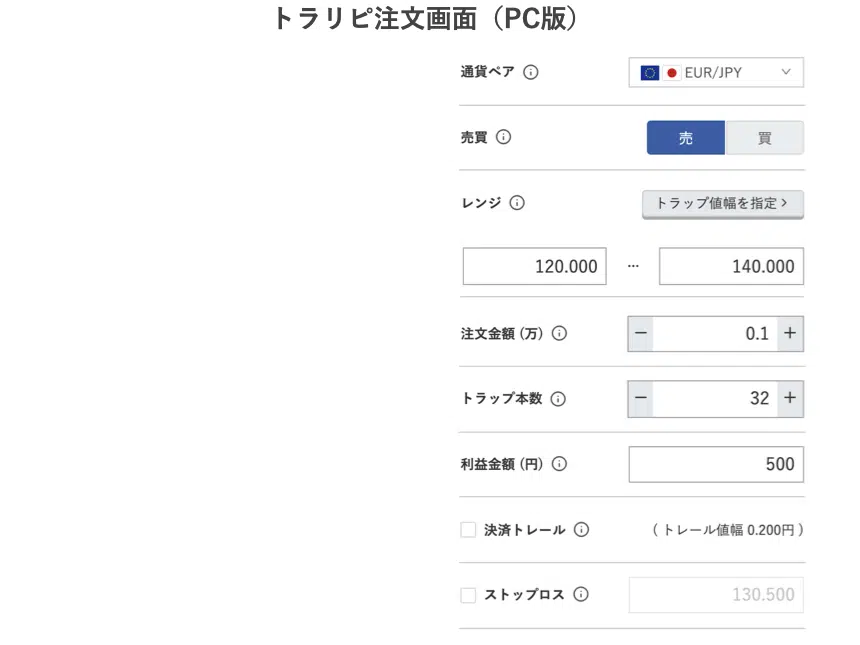 トラリピ注文画面（PC版）
通貨ペア EUR/JPY
売買 売 買
レンジ トラップ値幅を指定 >
120.000 … 140.000
注文金額 (万) − 0.1 +
トラップ本数 − 32 +
利益金額 (円) 500
決済トレール （ トレール値幅 0.200円 ）
ストップロス 130.500